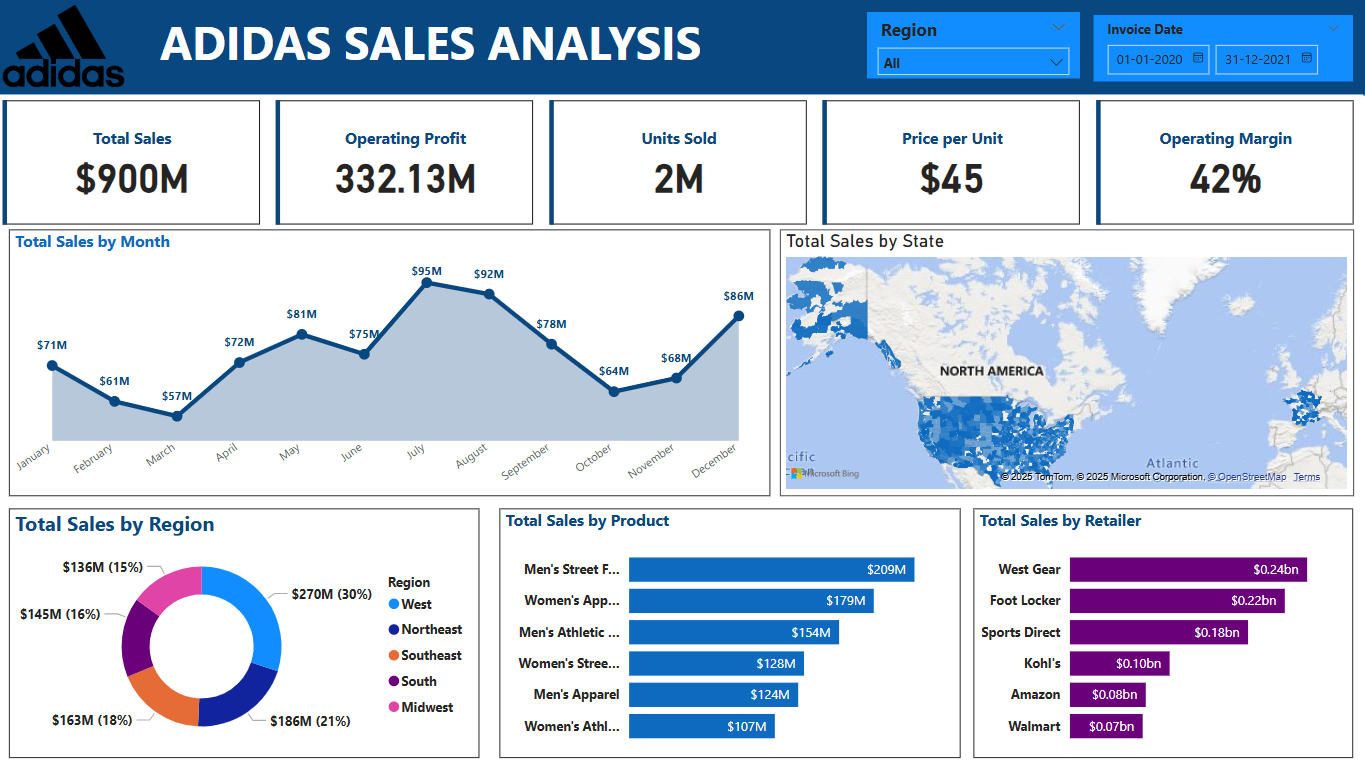 adidas
ADIDAS SALES ANALYSIS
Region
All
Invoice Date
01-01-2020
31-12-2021
Total Sales
$900M
Operating Profit
332.13M
Units Sold
2M
Price per Unit
$45
Operating Margin
42%
Total Sales by Month
$71M
$61M
$57M
$72M
$81M
$75M
$95M
$92M
$78M
$64M
$68M
$86M
January
February
March
April
May
June
July
August
September
October
November
December
Total Sales by State
NORTH AMERICA
Atlantic
Microsoft Bing
© 2025 TomTom, © 2025 Microsoft Corporation, © OpenStreetMap Terms
Total Sales by Region
$136M (15%)
$270M (30%)
$145M (16%)
$163M (18%)
$186M (21%)
Region
West
Northeast
Southeast
South
Midwest
Total Sales by Product
Men's Street F... $209M
Women's App... $179M
Men's Athletic ... $154M
Women's Stree... $128M
Men's Apparel $124M
Women's Athl... $107M
Total Sales by Retailer
West Gear $0.24bn
Foot Locker $0.22bn
Sports Direct $0.18bn
Kohl's $0.10bn
Amazon $0.08bn
Walmart $0.07bn